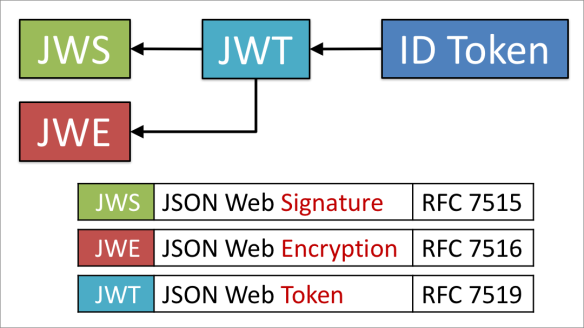 JWS JWT ID Token
JWE
JWS JSON Web Signature RFC 7515
JWE JSON Web Encryption RFC 7516
JWT JSON Web Token RFC 7519